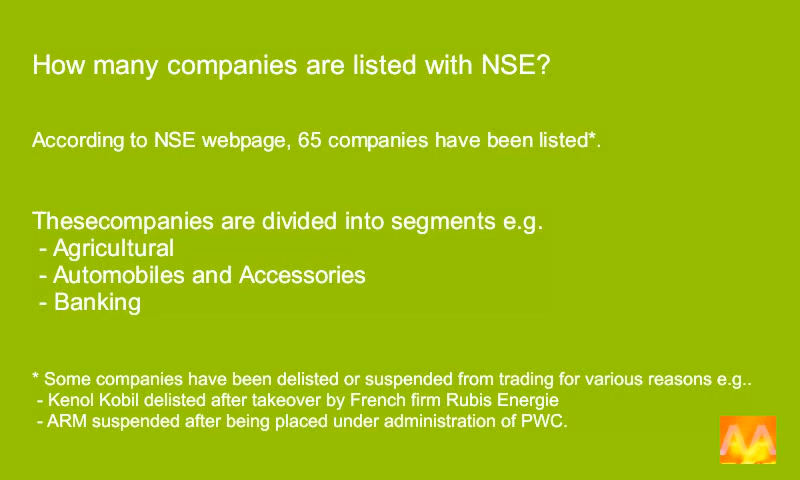 How many companies are listed with NSE?
According to NSE webpage, 65 companies have been listed*.
Thesecompanies are divided into segments e.g.
- Agricultural
- Automobiles and Accessories
- Banking
* Some companies have been delisted or suspended from trading for various reasons e.g..
- Kenol Kobil delisted after takeover by French firm Rubis Energie
- ARM suspended after being placed under administration of PWC.